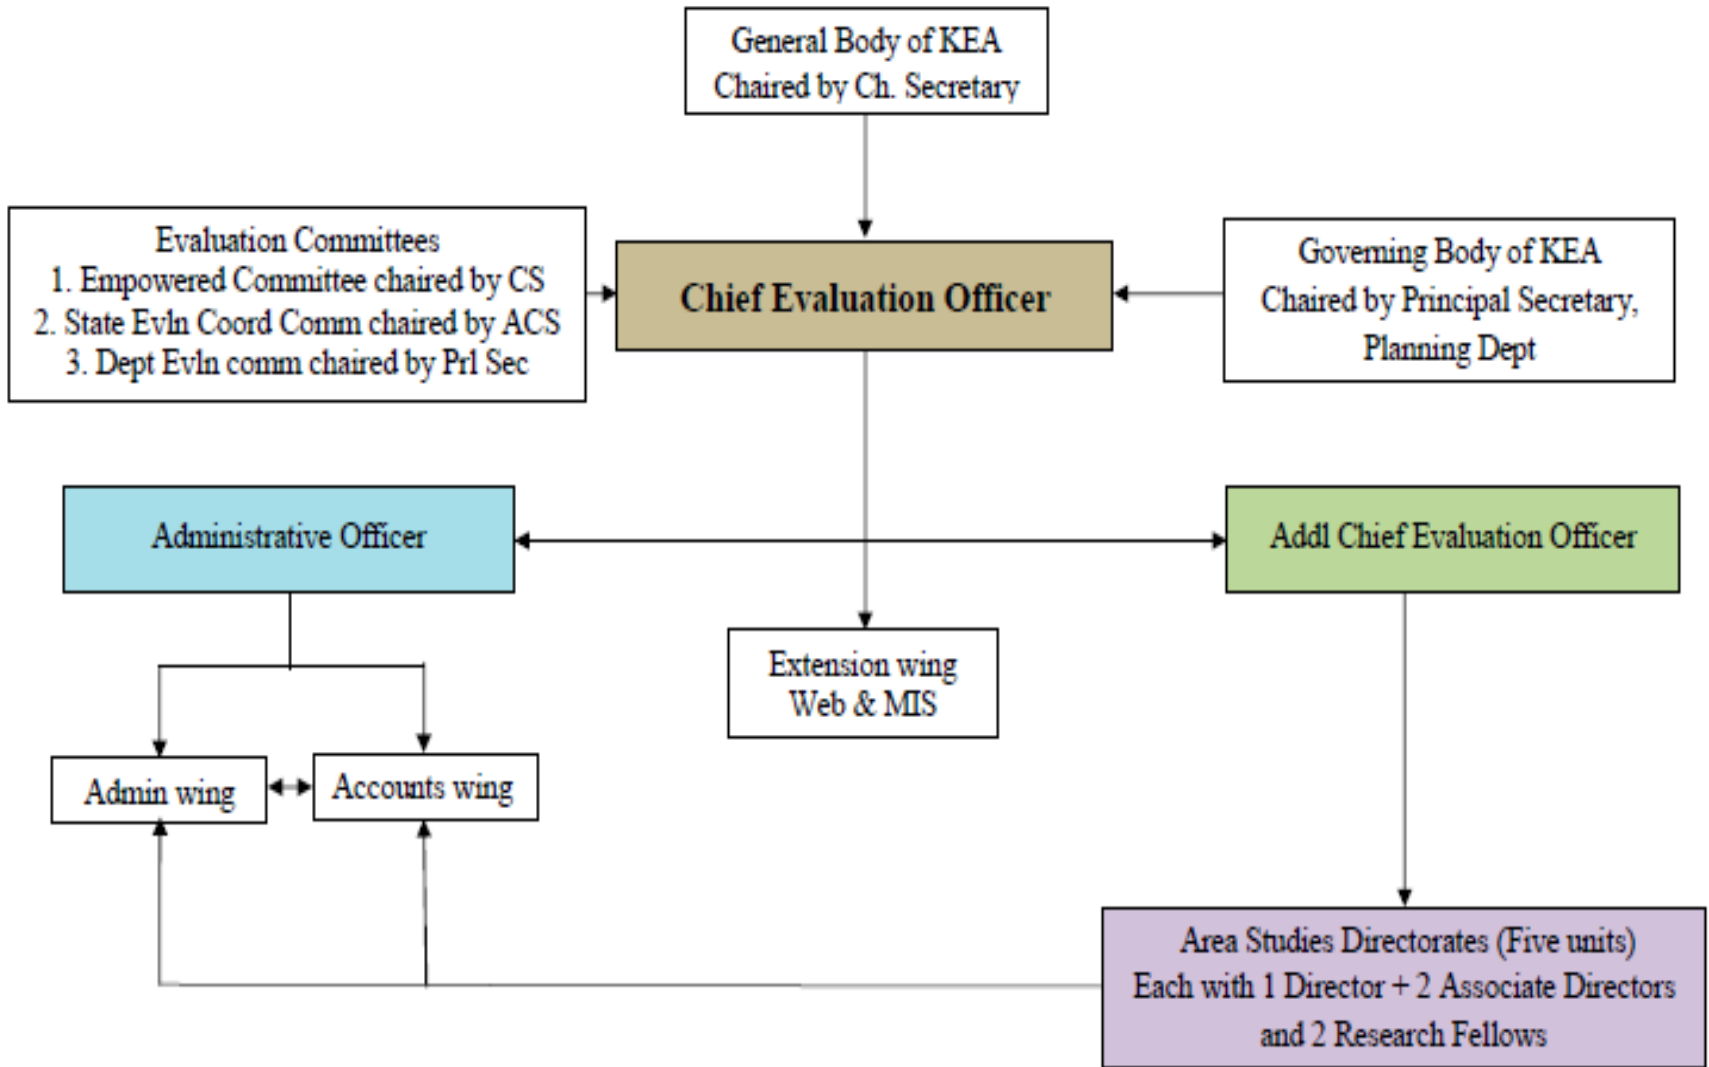 General Body of KEA
Chaired by Ch. Secretary
Evaluation Committees
1. Empowered Committee chaired by CS
2. State Evln Coord Comm chaired by ACS
3. Dept Evln comm chaired by Prl Sec
Chief Evaluation Officer
Governing Body of KEA
Chaired by Principal Secretary,
Planning Dept
Administrative Officer
Addl Chief Evaluation Officer
Extension wing
Web & MIS
Admin wing
Accounts wing
Area Studies Directorates (Five units)
Each with 1 Director + 2 Associate Directors
and 2 Research Fellows